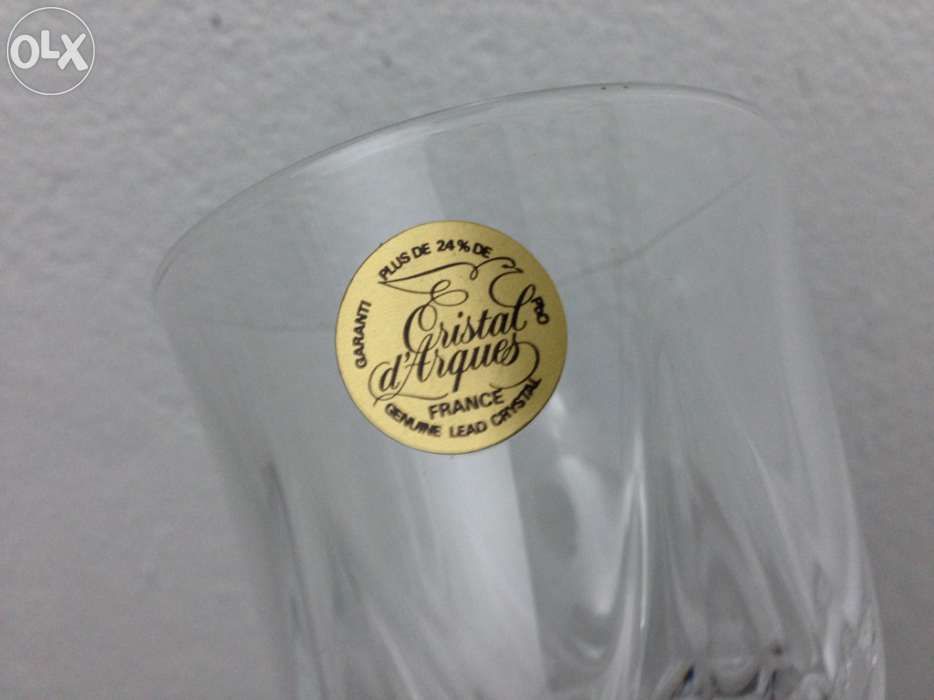 OLX
GARANTI PLUS DE 24% DE PbO
Cristal
d'Arques
FRANCE
GENUINE LEAD CRYSTAL